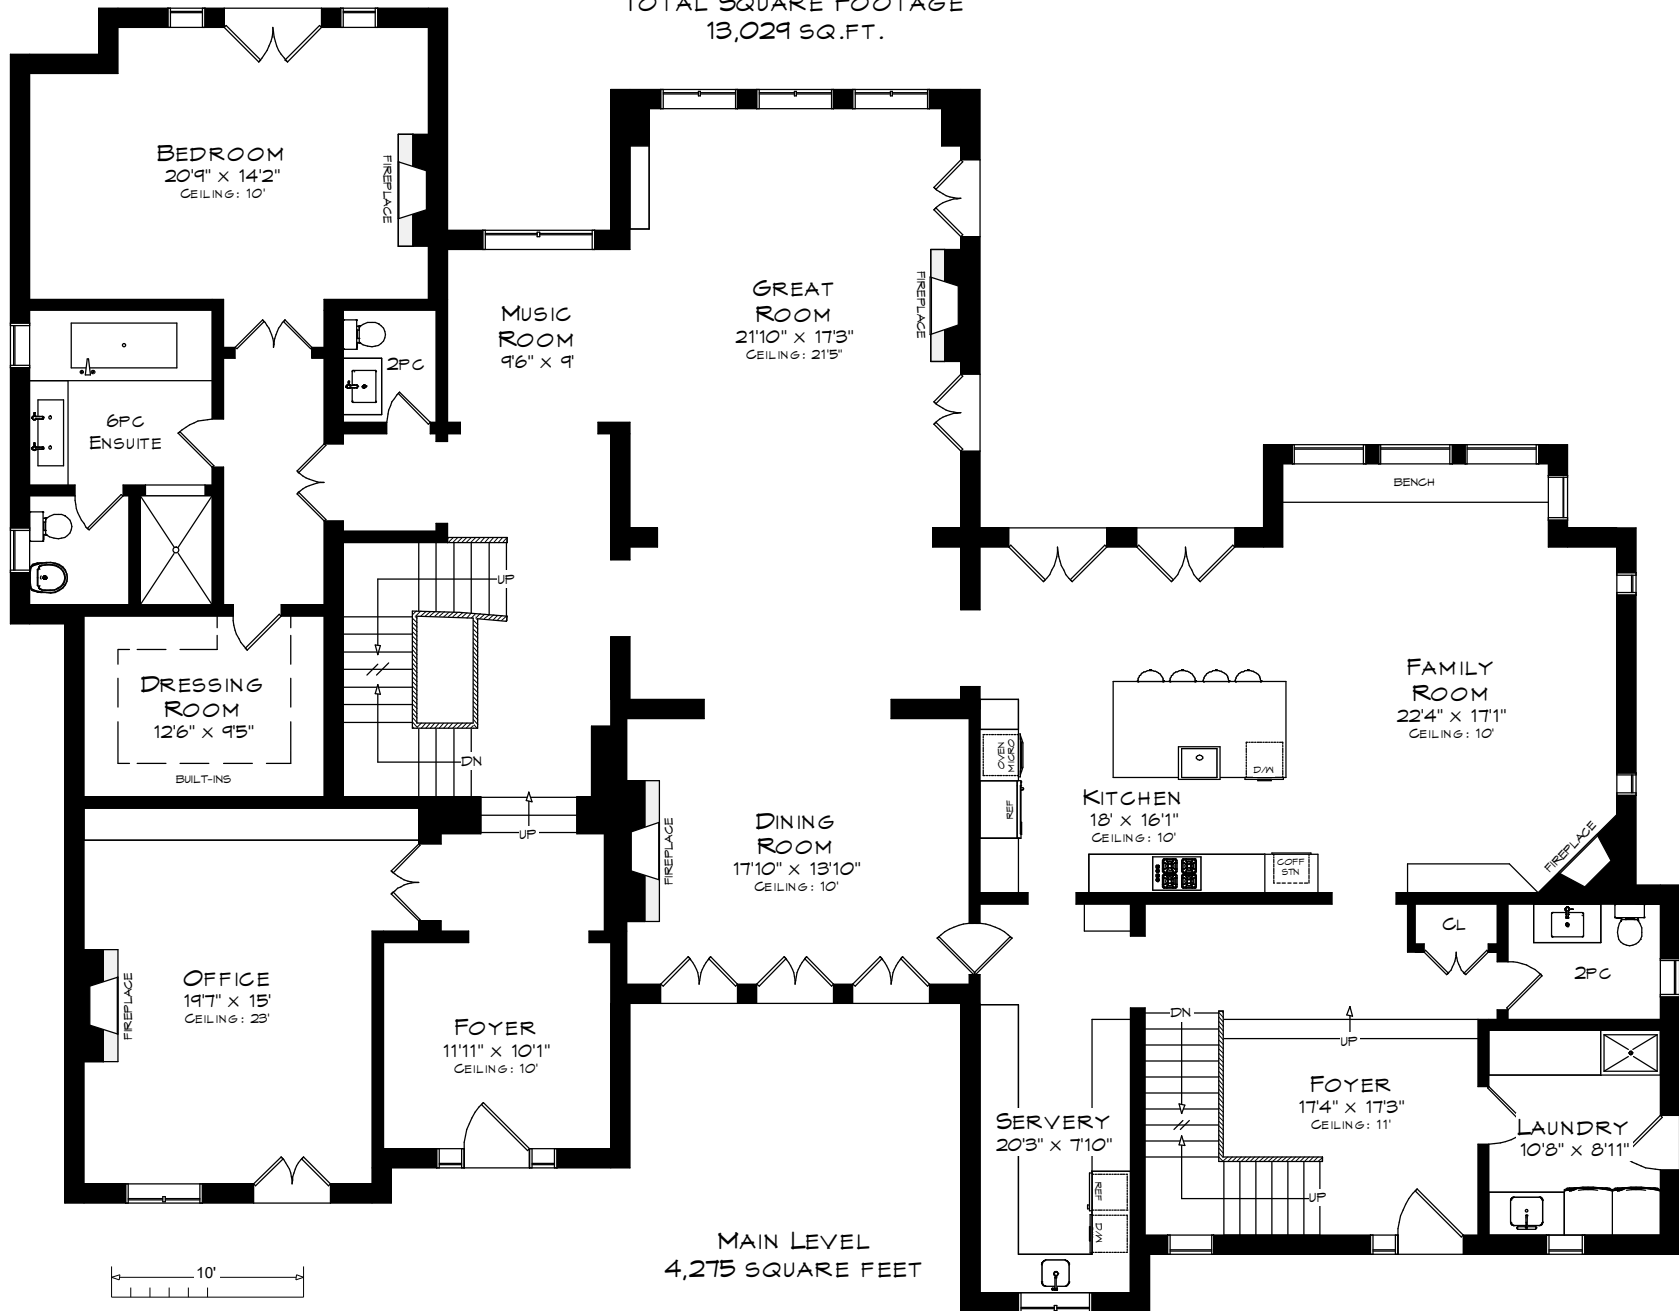 TOTAL SQUARE FOOTAGE
13,029 SQ.FT.
BEDROOM
20'9" x 14'2"
CEILING: 10'
FIREPLACE
MUSIC
ROOM
9'6" x 9'
GREAT
ROOM
21'10" x 17'3"
CEILING: 21'5"
FIREPLACE
2PC
6PC
ENSUITE
BENCH
UP
DN
UP
DRESSING
ROOM
12'6" x 9'5"
BUILT-INS
FAMILY
ROOM
22'4" x 17'1"
CEILING: 10'
OVEN
MICRO
REF
D/W
KITCHEN
18' x 16'1"
CEILING: 10'
COFF
STN
FIREPLACE
DINING
ROOM
17'10" x 13'10"
CEILING: 10'
FIREPLACE
OFFICE
19'7" x 15'
CEILING: 23'
FIREPLACE
FOYER
11'11" x 10'1"
CEILING: 10'
CL
2PC
DN
UP
FOYER
17'4" x 17'3"
CEILING: 11'
UP
SERVERY
20'3" x 7'10"
REF
D/W
LAUNDRY
10'8" x 8'11"
MAIN LEVEL
4,275 SQUARE FEET
10'